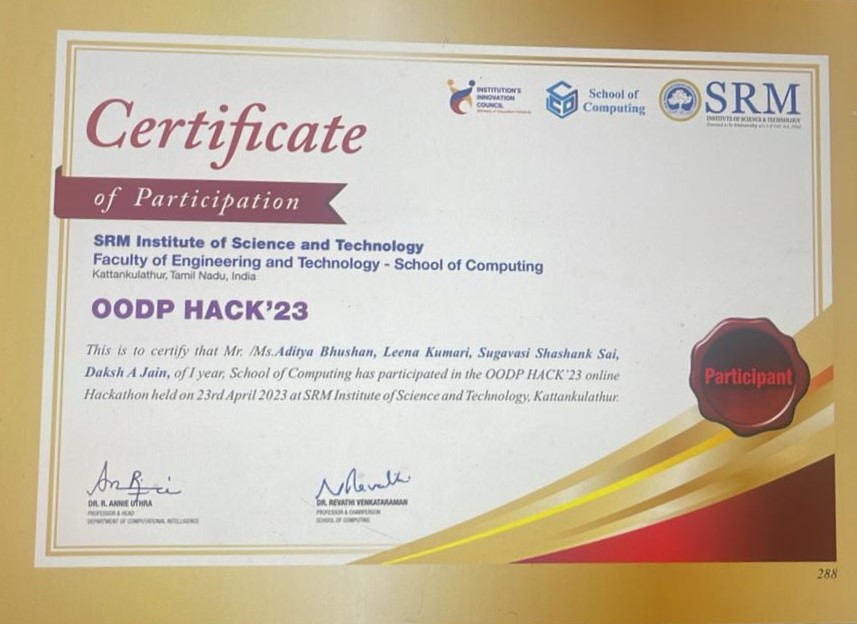 INSTITUTION'S
INNOVATION
COUNCIL
School of
Computing
SRM
INSTITUTE OF SCIENCE & TECHNOLOGY
Certificate
of Participation
SRM Institute of Science and Technology
Faculty of Engineering and Technology - School of Computing
Kattankulathur, Tamil Nadu, India
OODP HACK'23
This is to certify that Mr. /Ms.Aditya Bhushan, Leena Kumari, Sugavasi Shashank Sai,
Daksh A Jain, of I year, School of Computing has participated in the OODP HACK'23 online
Hackathon held on 23rd April 2023 at SRM Institute of Science and Technology, Kattankulathur.
Participant
DR. R. ANNIE UTHRA
PROFESSOR & HEAD
DEPARTMENT OF COMPUTATIONAL INTELLIGENCE
DR. REVATHI VENKATARAMAN
PROFESSOR & CHAIRPERSON
SCHOOL OF COMPUTING
288